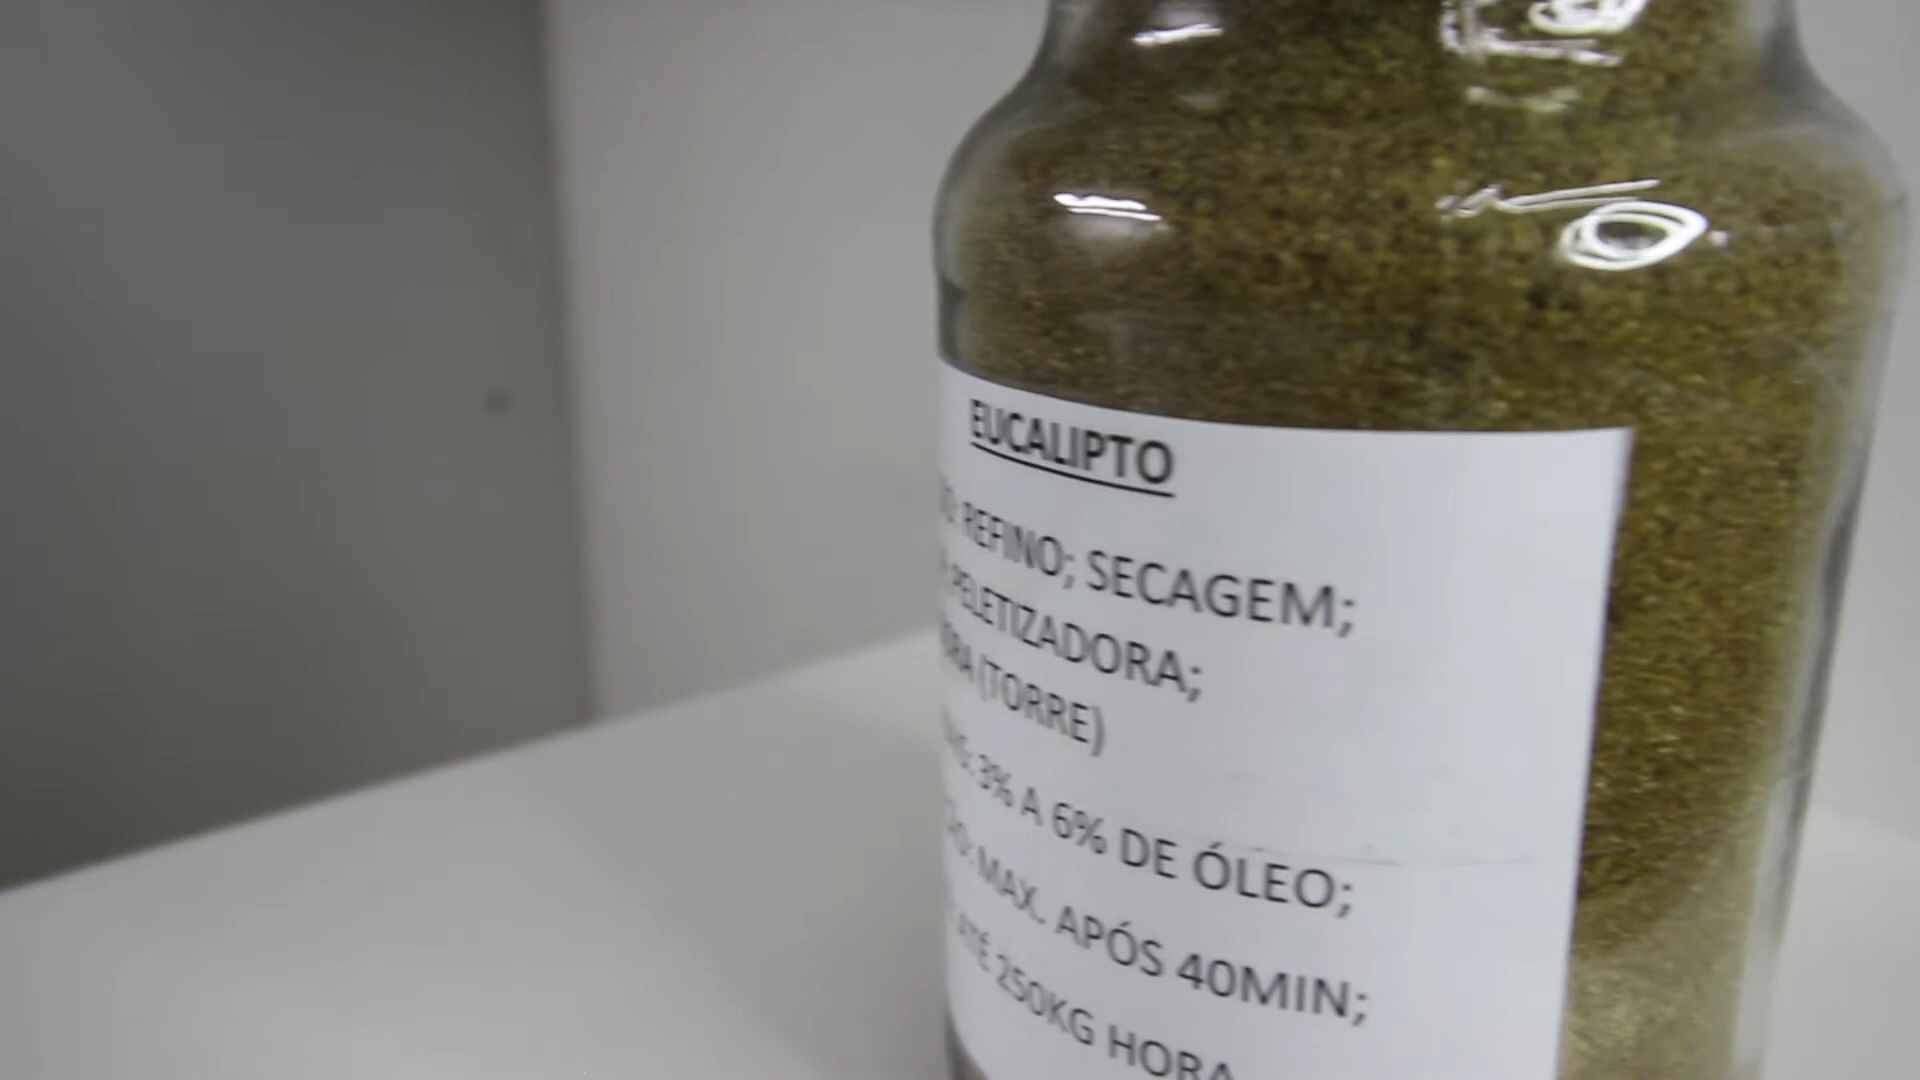 EUCALIPTO
REFINO; SECAGEM;
PELETIZADORA;
(TORRE)
3% A 6% DE ÓLEO;
MAX. APÓS 40MIN;
ATÉ 250KG HORA